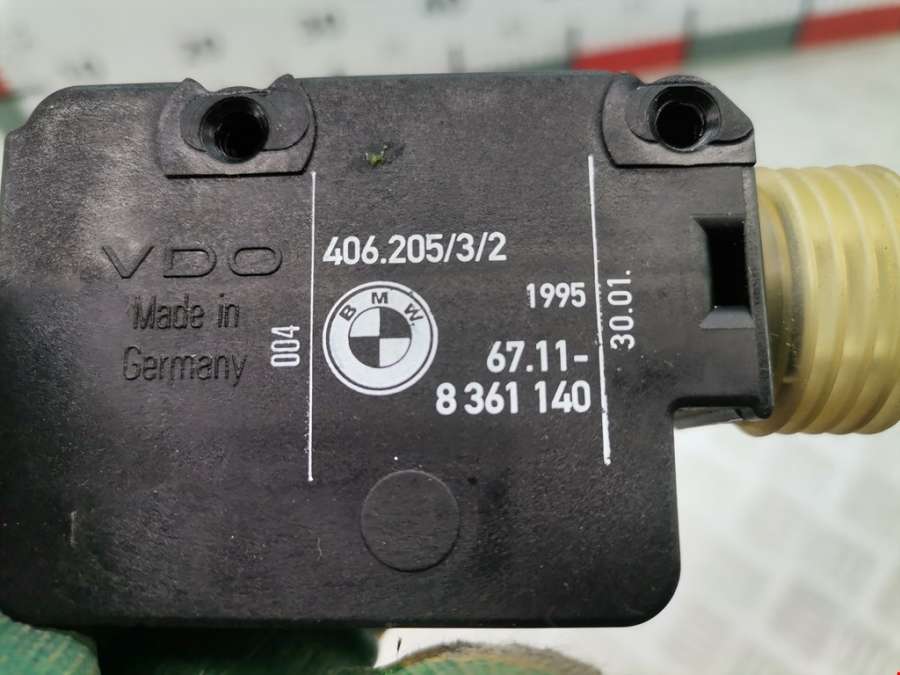 VDO
Made in
Germany
004
406.205/3/2
BMW
1995
67.11-
8 361 140
30.01.